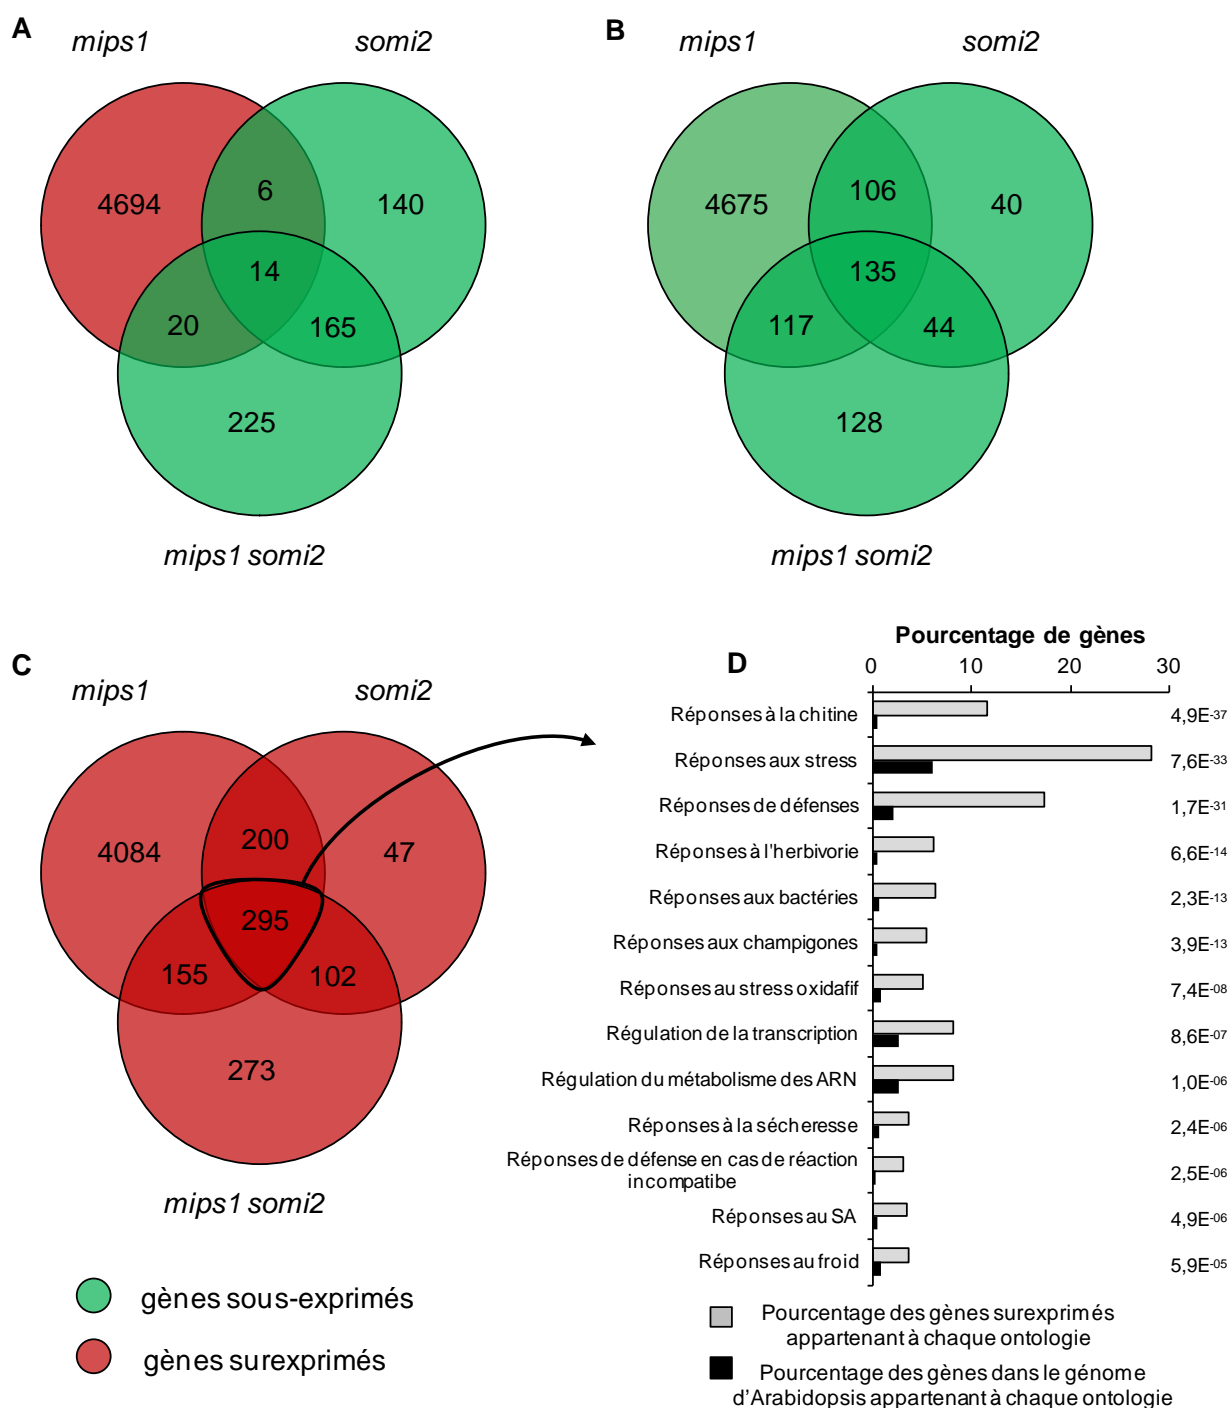 A
mips1
somi2
4694
6
140
14
20
165
225
mips1 somi2
B
mips1
somi2
4675
106
40
135
117
44
128
mips1 somi2
C
mips1
somi2
4084
200
47
295
155
102
273
mips1 somi2
gènes sous-exprimés
gènes surexprimés
D
Pourcentage de gènes
0 10 20 30
Réponses à la chitine 4,9E-37
Réponses aux stress 7,6E-33
Réponses de défenses 1,7E-31
Réponses à l'herbivorie 6,6E-14
Réponses aux bactéries 2,3E-13
Réponses aux champigones 3,9E-13
Réponses au stress oxidafif 7,4E-08
Régulation de la transcription 8,6E-07
Régulation du métabolisme des ARN 1,0E-06
Réponses à la sécheresse 2,4E-06
Réponses de défense en cas de réaction
incompatibe 2,5E-06
Réponses au SA 4,9E-06
Réponses au froid 5,9E-05
Pourcentage des gènes surexprimés
appartenant à chaque ontologie
Pourcentage des gènes dans le génome
d'Arabidopsis appartenant à chaque ontologie